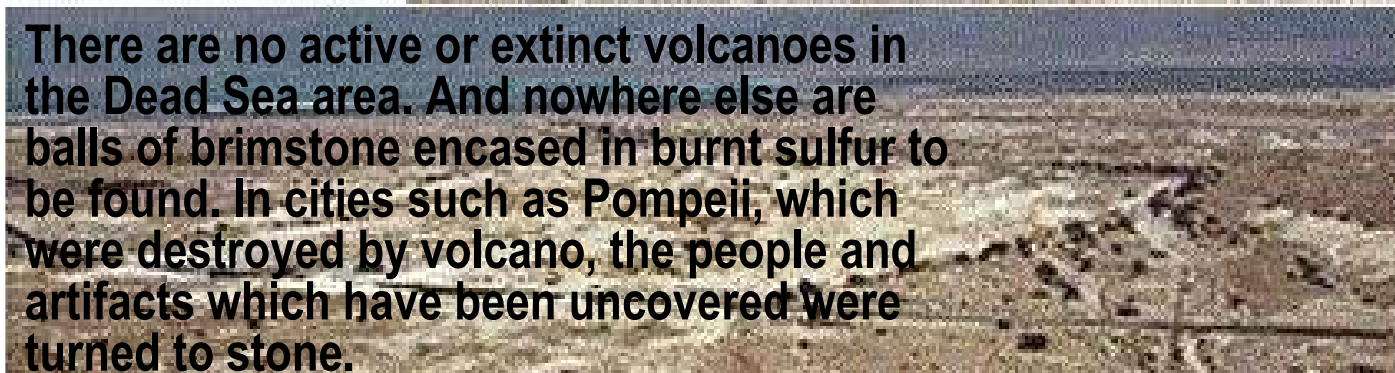 There are no active or extinct volcanoes in
the Dead Sea area. And nowhere else are
balls of brimstone encased in burnt sulfur to
be found. In cities such as Pompeii, which
were destroyed by volcano, the people and
artifacts which have been uncovered were
turned to stone.